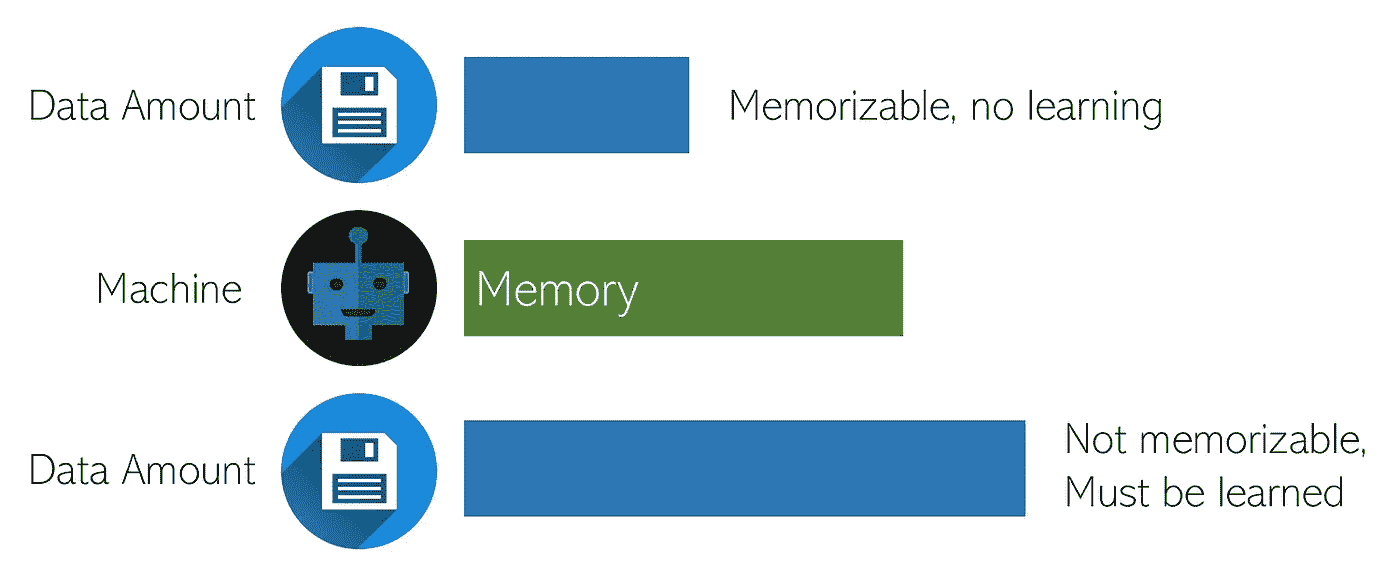 Data Amount
Memorizable, no learning
Machine
Memory
Data Amount
Not memorizable,
Must be learned